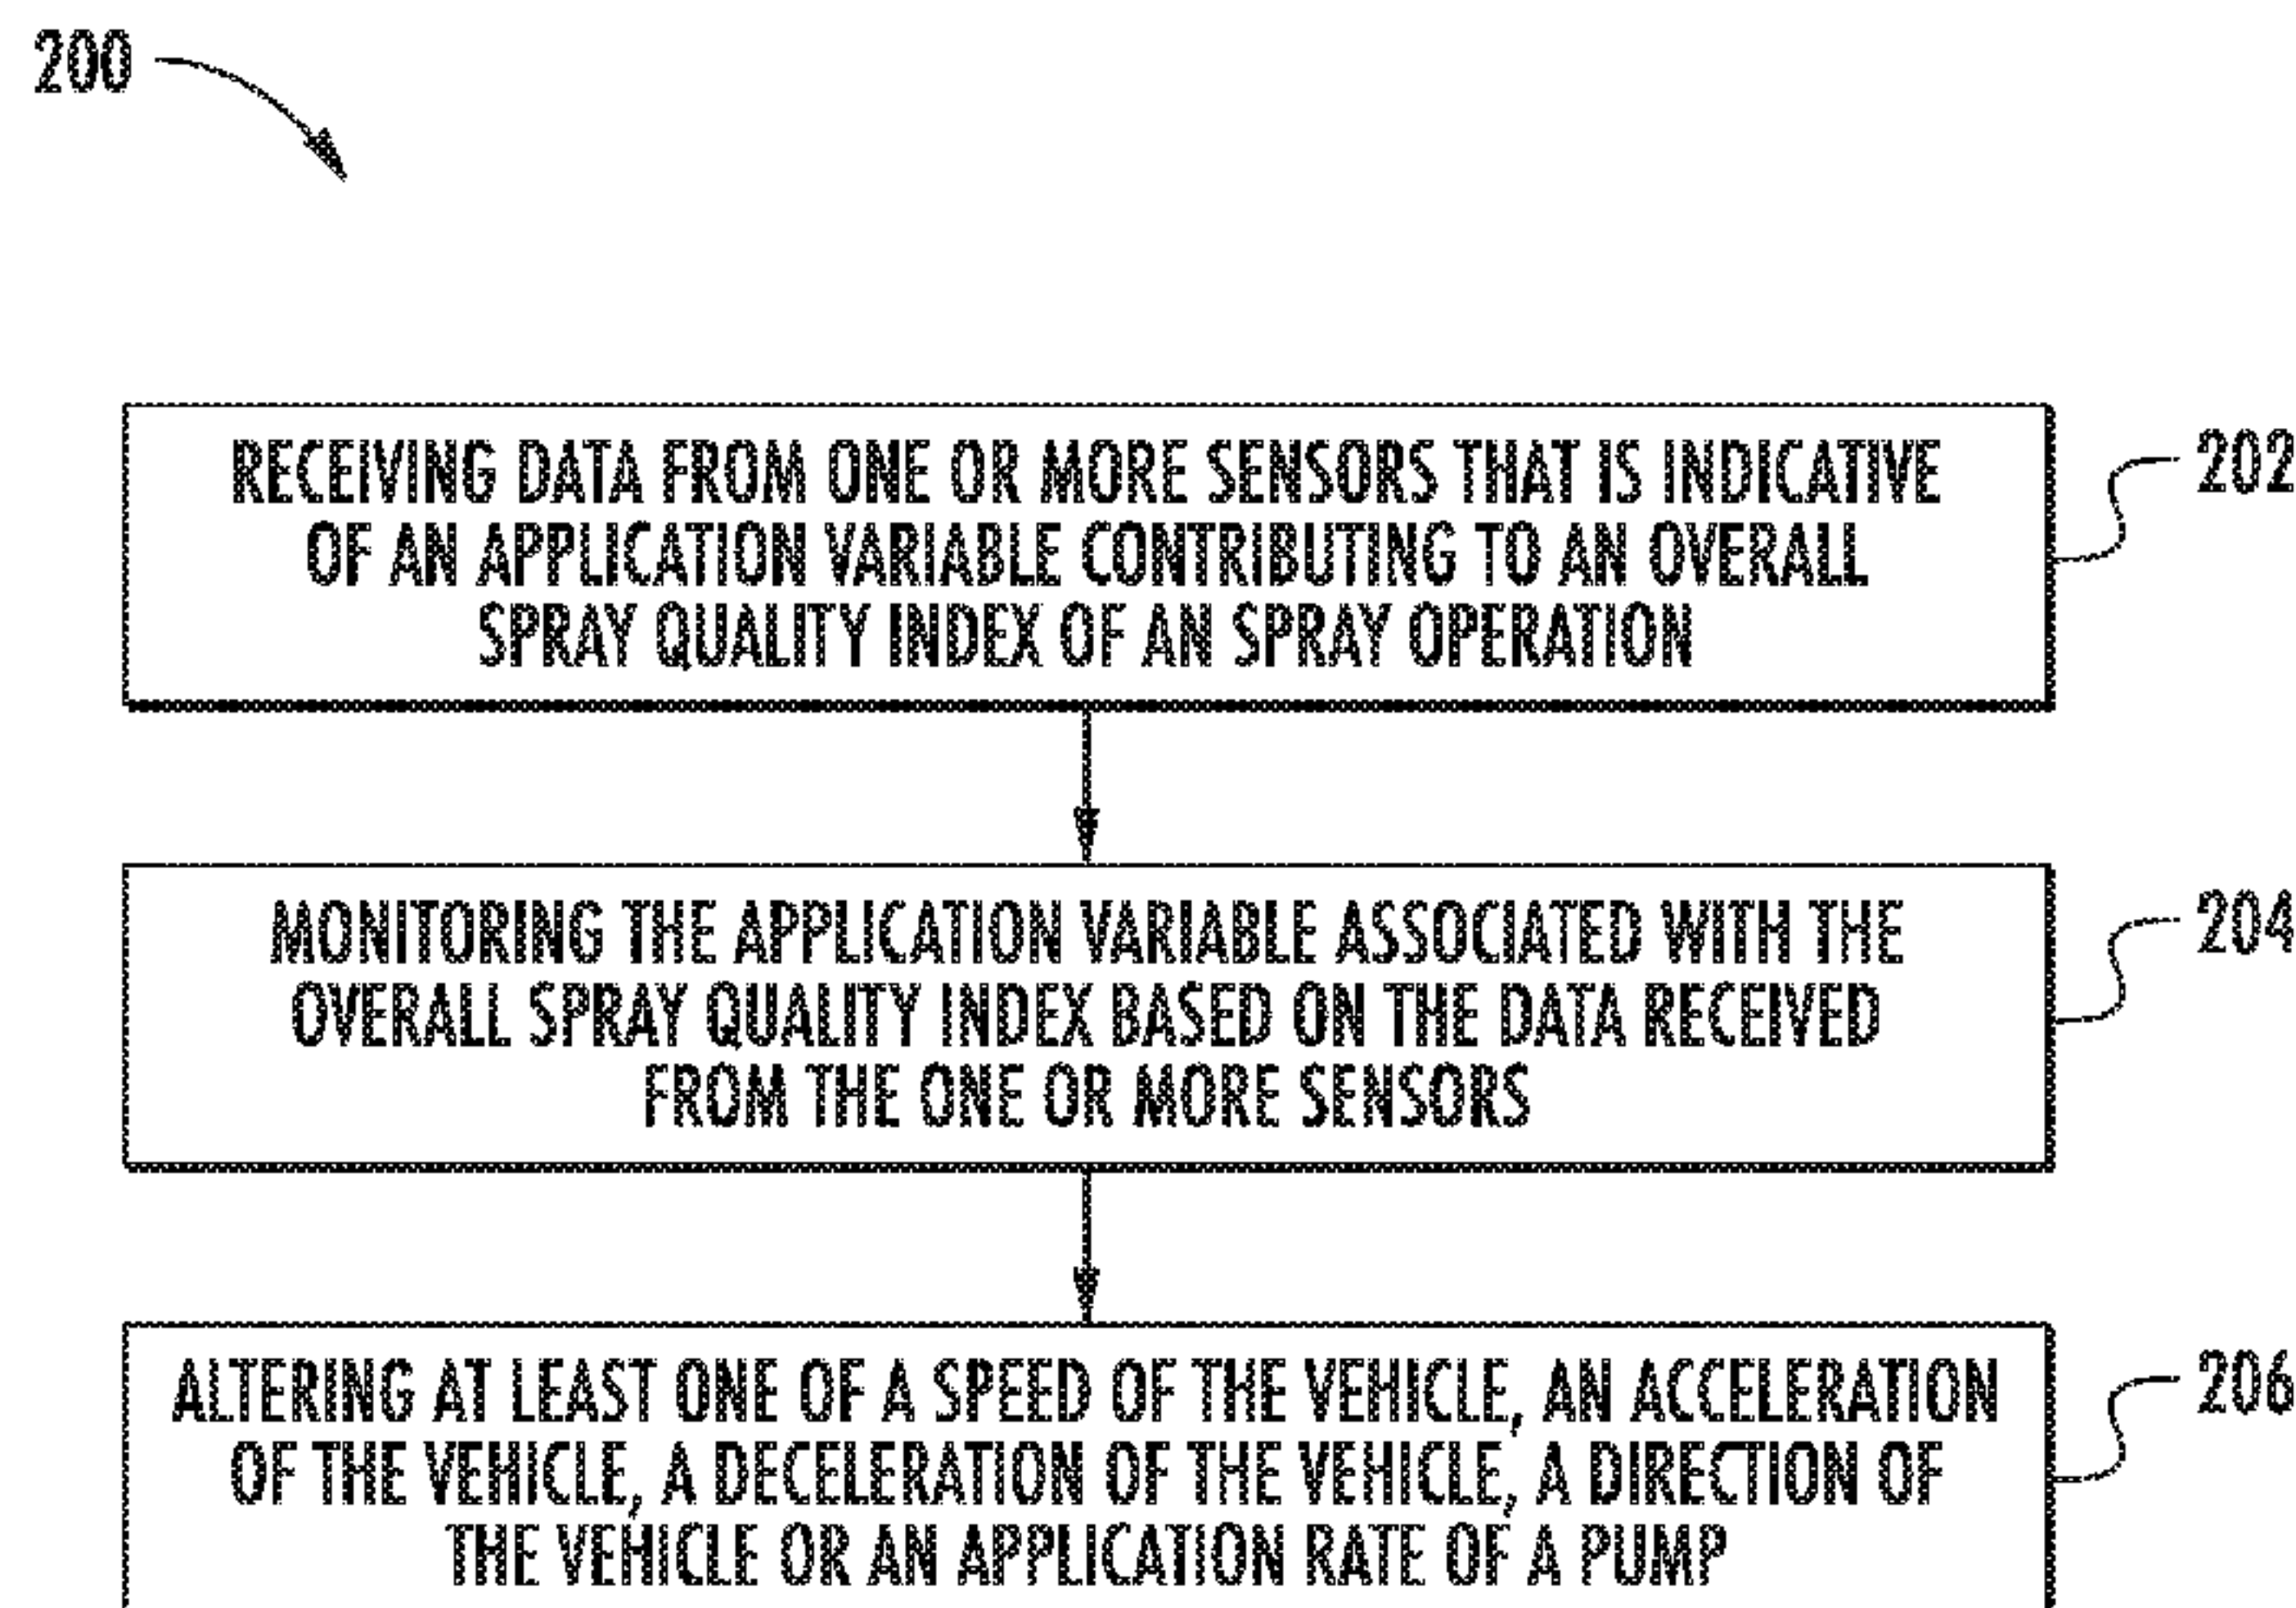 200
RECEIVING DATA FROM ONE OR MORE SENSORS THAT IS INDICATIVE
OF AN APPLICATION VARIABLE CONTRIBUTING TO AN OVERALL
SPRAY QUALITY INDEX OF AN SPRAY OPERATION
202
MONITORING THE APPLICATION VARIABLE ASSOCIATED WITH THE
OVERALL SPRAY QUALITY INDEX BASED ON THE DATA RECEIVED
FROM THE ONE OR MORE SENSORS
204
ALTERING AT LEAST ONE OF A SPEED OF THE VEHICLE, AN ACCELERATION
OF THE VEHICLE, A DECELERATION OF THE VEHICLE, A DIRECTION OF
THE VEHICLE OR AN APPLICATION RATE OF A PUMP
206